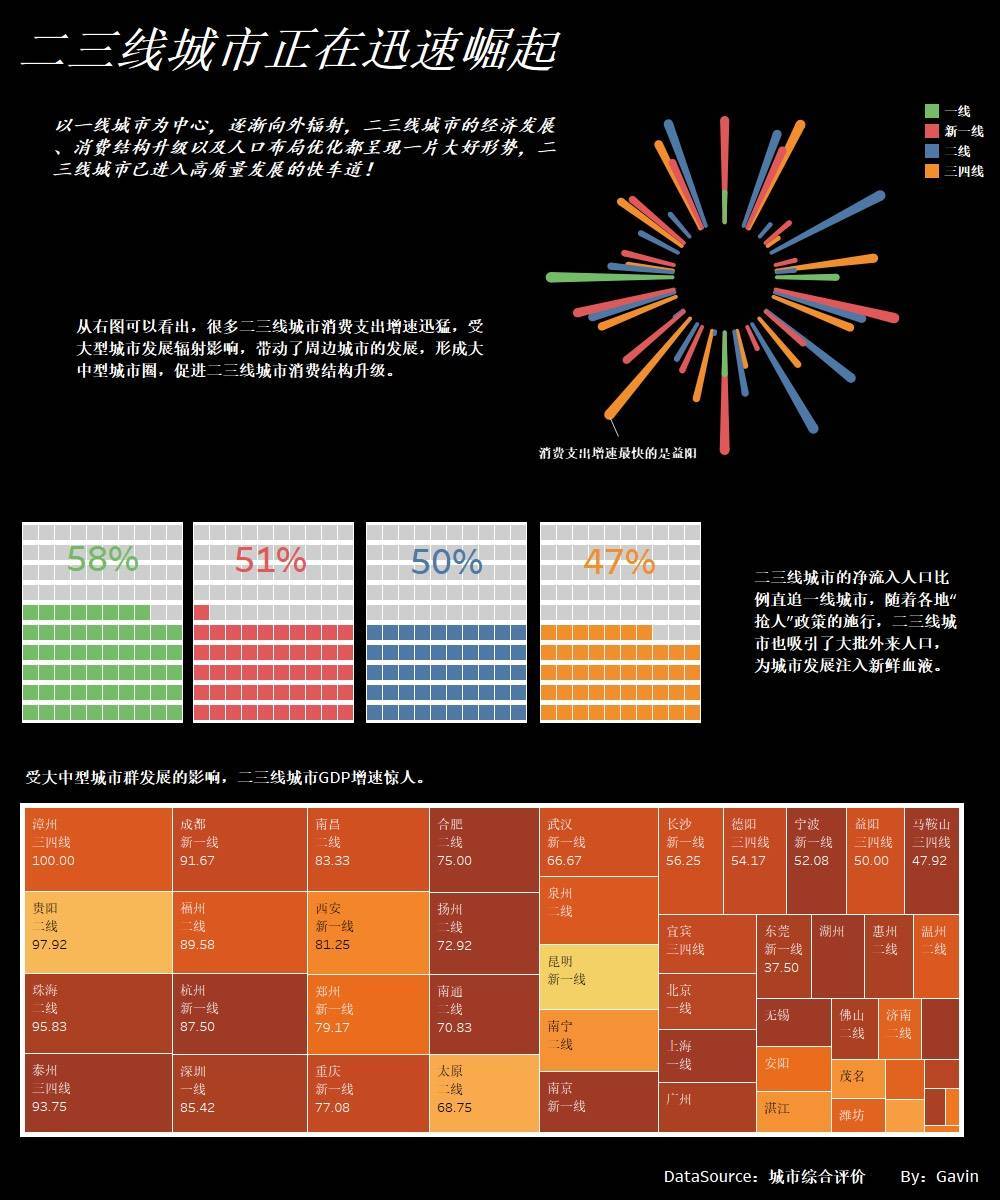 二三线城市正在迅速崛起
以一线城市为中心，逐渐向外辐射，二三线城市的经济发展
、消费结构升级以及人口布局优化都呈现一片大好形势，二
三线城市已进入高质量发展的快车道！
一线
新一线
二线
三四线
从右图可以看出，很多二三线城市消费支出增速迅猛，受
大型城市发展辐射影响，带动了周边城市的发展，形成大
中型城市圈，促进二三线城市消费结构升级。
消费支出增速最快的是益阳
58%
51%
50%
47%
二三线城市的净流入人口比
例直追一线城市，随着各地“
抢人”政策的施行，二三线城
市也吸引了大批外来人口，
为城市发展注入新鲜血液。
受大中型城市群发展的影响，二三线城市GDP增速惊人。
漳州
三四线
100.00
贵阳
二线
97.92
珠海
二线
95.83
泰州
三四线
93.75
成都
新一线
91.67
福州
二线
89.58
杭州
新一线
87.50
深圳
一线
85.42
南昌
二线
83.33
西安
新一线
81.25
郑州
新一线
79.17
重庆
新一线
77.08
合肥
二线
75.00
扬州
二线
72.92
南通
二线
70.83
太原
二线
68.75
武汉
新一线
66.67
泉州
二线
昆明
新一线
南宁
二线
南京
新一线
长沙
新一线
56.25
德阳
三四线
54.17
宁波
新一线
52.08
益阳
三四线
50.00
马鞍山
三四线
47.92
宜宾
三四线
北京
一线
上海
一线
广州
东莞
新一线
37.50
湖州
惠州
二线
温州
二线
无锡
安阳
湛江
佛山
二线
济南
二线
茂名
潍坊
DataSource：城市综合评价 By：Gavin